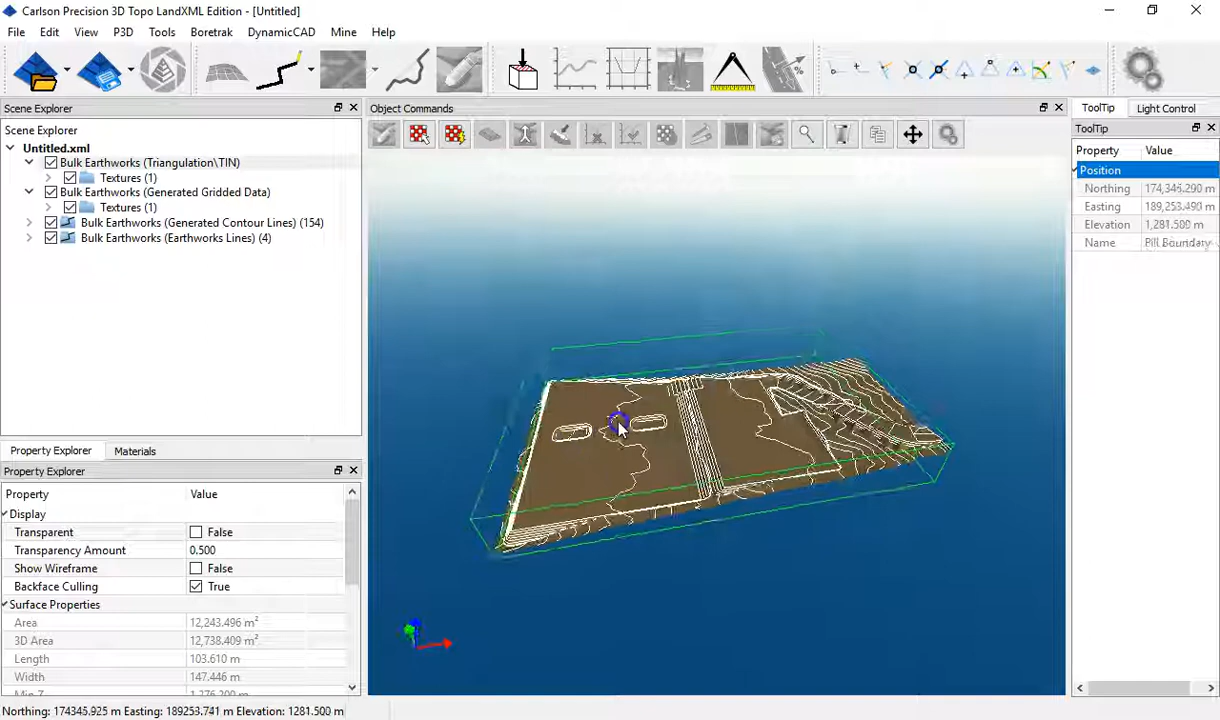 Carlson Precision 3D Topo LandXML Edition - [Untitled]
File Edit View P3D Tools Boretrak DynamicCAD Mine Help
Scene Explorer
Scene Explorer
Untitled.xml
Bulk Earthworks (Triangulation\TIN)
Textures (1)
Bulk Earthworks (Generated Gridded Data)
Textures (1)
Bulk Earthworks (Generated Contour Lines) (154)
Bulk Earthworks (Earthworks Lines) (4)
Property Explorer Materials
Property Explorer
Property Value
Display
Transparent False
Transparency Amount 0.500
Show Wireframe False
Backface Culling True
Surface Properties
Area 12,243.496 m²
3D Area 12,738.409 m²
Length 103.610 m
Width 147.446 m
Min Z 1,276.200 m
Northing: 174345.925 m Easting: 189253.741 m Elevation: 1281.500 m
Object Commands
ToolTip Light Control
ToolTip
Property Value
Position
Northing 174,346.290 m
Easting 189,253.490 m
Elevation 1,281.500 m
Name Pill Boundary